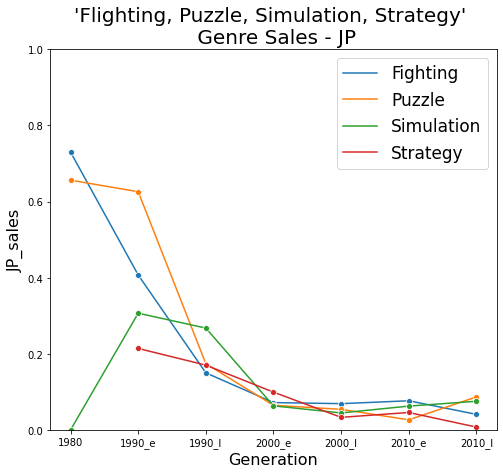 'Flighting, Puzzle, Simulation, Strategy'
Genre Sales - JP
Fighting
Puzzle
Simulation
Strategy
JP_sales
1.0
0.8
0.6
0.4
0.2
0.0
1980 1990_e 1990_l 2000_e 2000_l 2010_e 2010_l
Generation